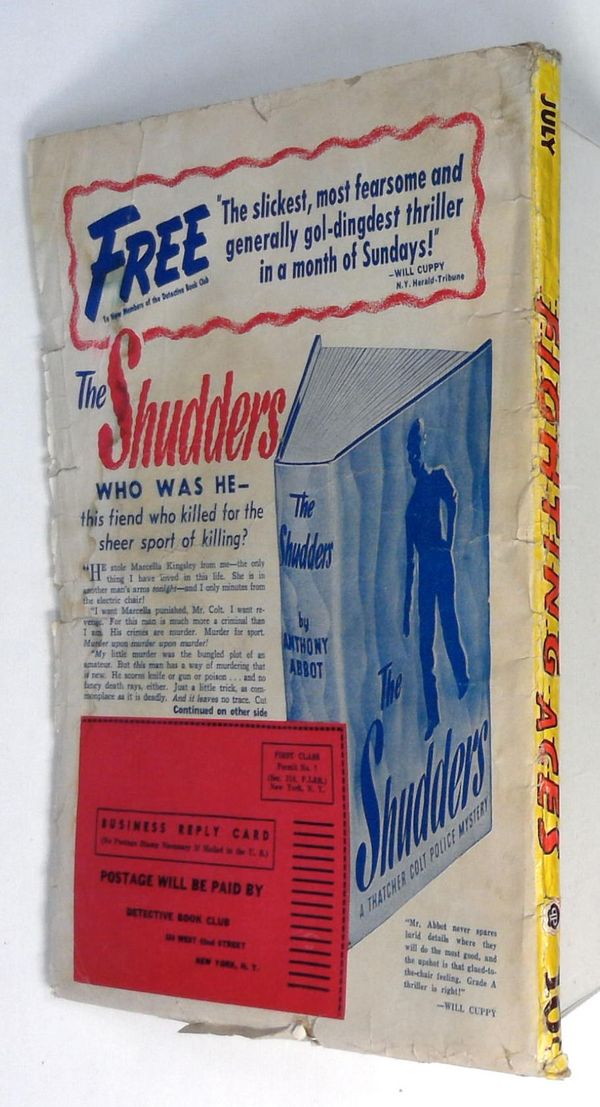 FREE
To New Members of the Detective Book Club
"The slickest, most fearsome and
generally gol-dingdest thriller
in a month of Sundays!"
—WILL CUPPY
N.Y. Herald-Tribune
The Shudders
WHO WAS HE—
this fiend who killed for the
sheer sport of killing?
"HE stole Marcella Kingsley from me—the only
thing I have loved in this life. She is in
another man's arms tonight—and I only minutes from
the electric chair!
"I want Marcella punished, Mr. Colt. I want re-
venge. For this man is much more a criminal than
I am. His crimes are murder. Murder for sport.
Murder upon murder upon murder!
"My little murder was the bungled plot of an
amateur. But this man has a way of murdering that
is new. He scorns knife or gun or poison . . . and no
fancy death rays, either. Just a little trick, as com-
monplace as it is deadly. And it leaves no trace. Cut
Continued on other side
The
Shudders
by
ANTHONY
ABBOT
The
Shudders
A THATCHER COLT POLICE MYSTERY
FIRST CLASS
Permit No. 7
(Sec. 510, P.L.&R.)
New York, N. Y.
BUSINESS REPLY CARD
(No Postage Stamp Necessary If Mailed in the U. S.)
POSTAGE WILL BE PAID BY
DETECTIVE BOOK CLUB
WEST 42nd STREET
NEW YORK, N. Y.
"Mr. Abbot never spares
lurid details where they
will do the most good, and
the upshot is that glued-to-
the-chair feeling. Grade A
thriller is right!"
—WILL CUPPY
JULY
FIGHTING ACES
10¢